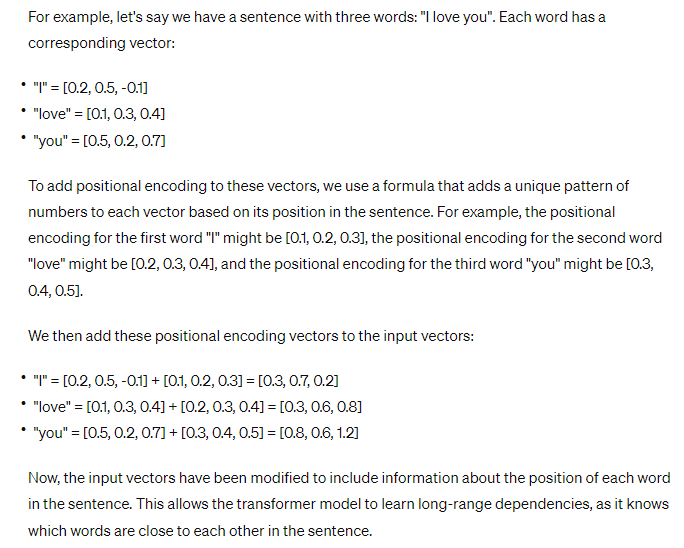 For example, let's say we have a sentence with three words: "I love you". Each word has a
corresponding vector:
• "I" = [0.2, 0.5, -0.1]
• "love" = [0.1, 0.3, 0.4]
• "you" = [0.5, 0.2, 0.7]
To add positional encoding to these vectors, we use a formula that adds a unique pattern of
numbers to each vector based on its position in the sentence. For example, the positional
encoding for the first word "I" might be [0.1, 0.2, 0.3], the positional encoding for the second word
"love" might be [0.2, 0.3, 0.4], and the positional encoding for the third word "you" might be [0.3,
0.4, 0.5].
We then add these positional encoding vectors to the input vectors:
• "I" = [0.2, 0.5, -0.1] + [0.1, 0.2, 0.3] = [0.3, 0.7, 0.2]
• "love" = [0.1, 0.3, 0.4] + [0.2, 0.3, 0.4] = [0.3, 0.6, 0.8]
• "you" = [0.5, 0.2, 0.7] + [0.3, 0.4, 0.5] = [0.8, 0.6, 1.2]
Now, the input vectors have been modified to include information about the position of each word
in the sentence. This allows the transformer model to learn long-range dependencies, as it knows
which words are close to each other in the sentence.